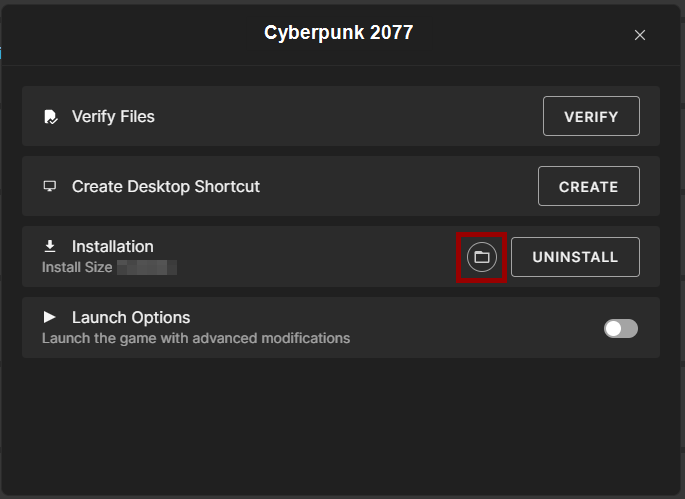 Cyberpunk 2077
Verify Files
VERIFY
Create Desktop Shortcut
CREATE
Installation
Install Size
UNINSTALL
Launch Options
Launch the game with advanced modifications